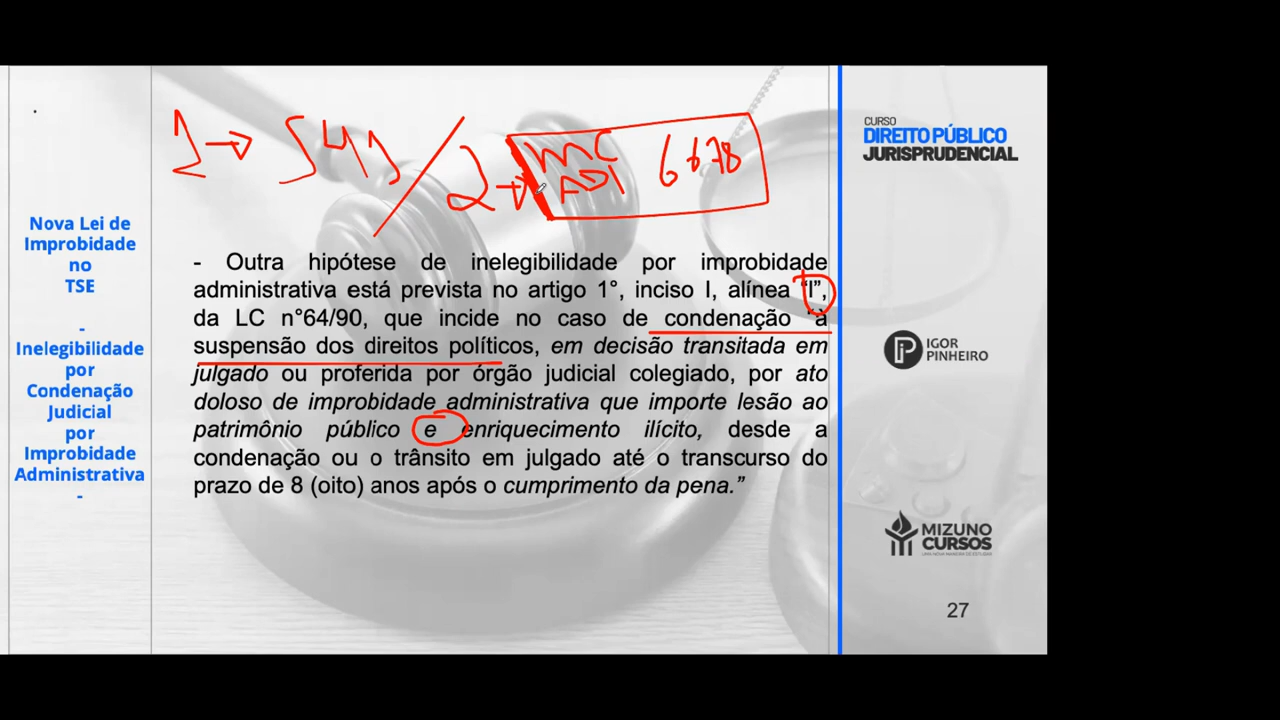 1 → 541 / 2 → MC
ADI 6678
CURSO
DIREITO PÚBLICO
JURISPRUDENCIAL
Nova Lei de
Improbidade
no
TSE
-
Inelegibilidade
por
Condenação
Judicial
por
Improbidade
Administrativa
-
- Outra hipótese de inelegibilidade por improbidade
administrativa está prevista no artigo 1°, inciso I, alínea “l”,
da LC n°64/90, que incide no caso de condenação “à
suspensão dos direitos políticos, em decisão transitada em
julgado ou proferida por órgão judicial colegiado, por ato
doloso de improbidade administrativa que importe lesão ao
patrimônio público e enriquecimento ilícito, desde a
condenação ou o trânsito em julgado até o transcurso do
prazo de 8 (oito) anos após o cumprimento da pena.”
IGOR
PINHEIRO
MIZUNO
CURSOS
27